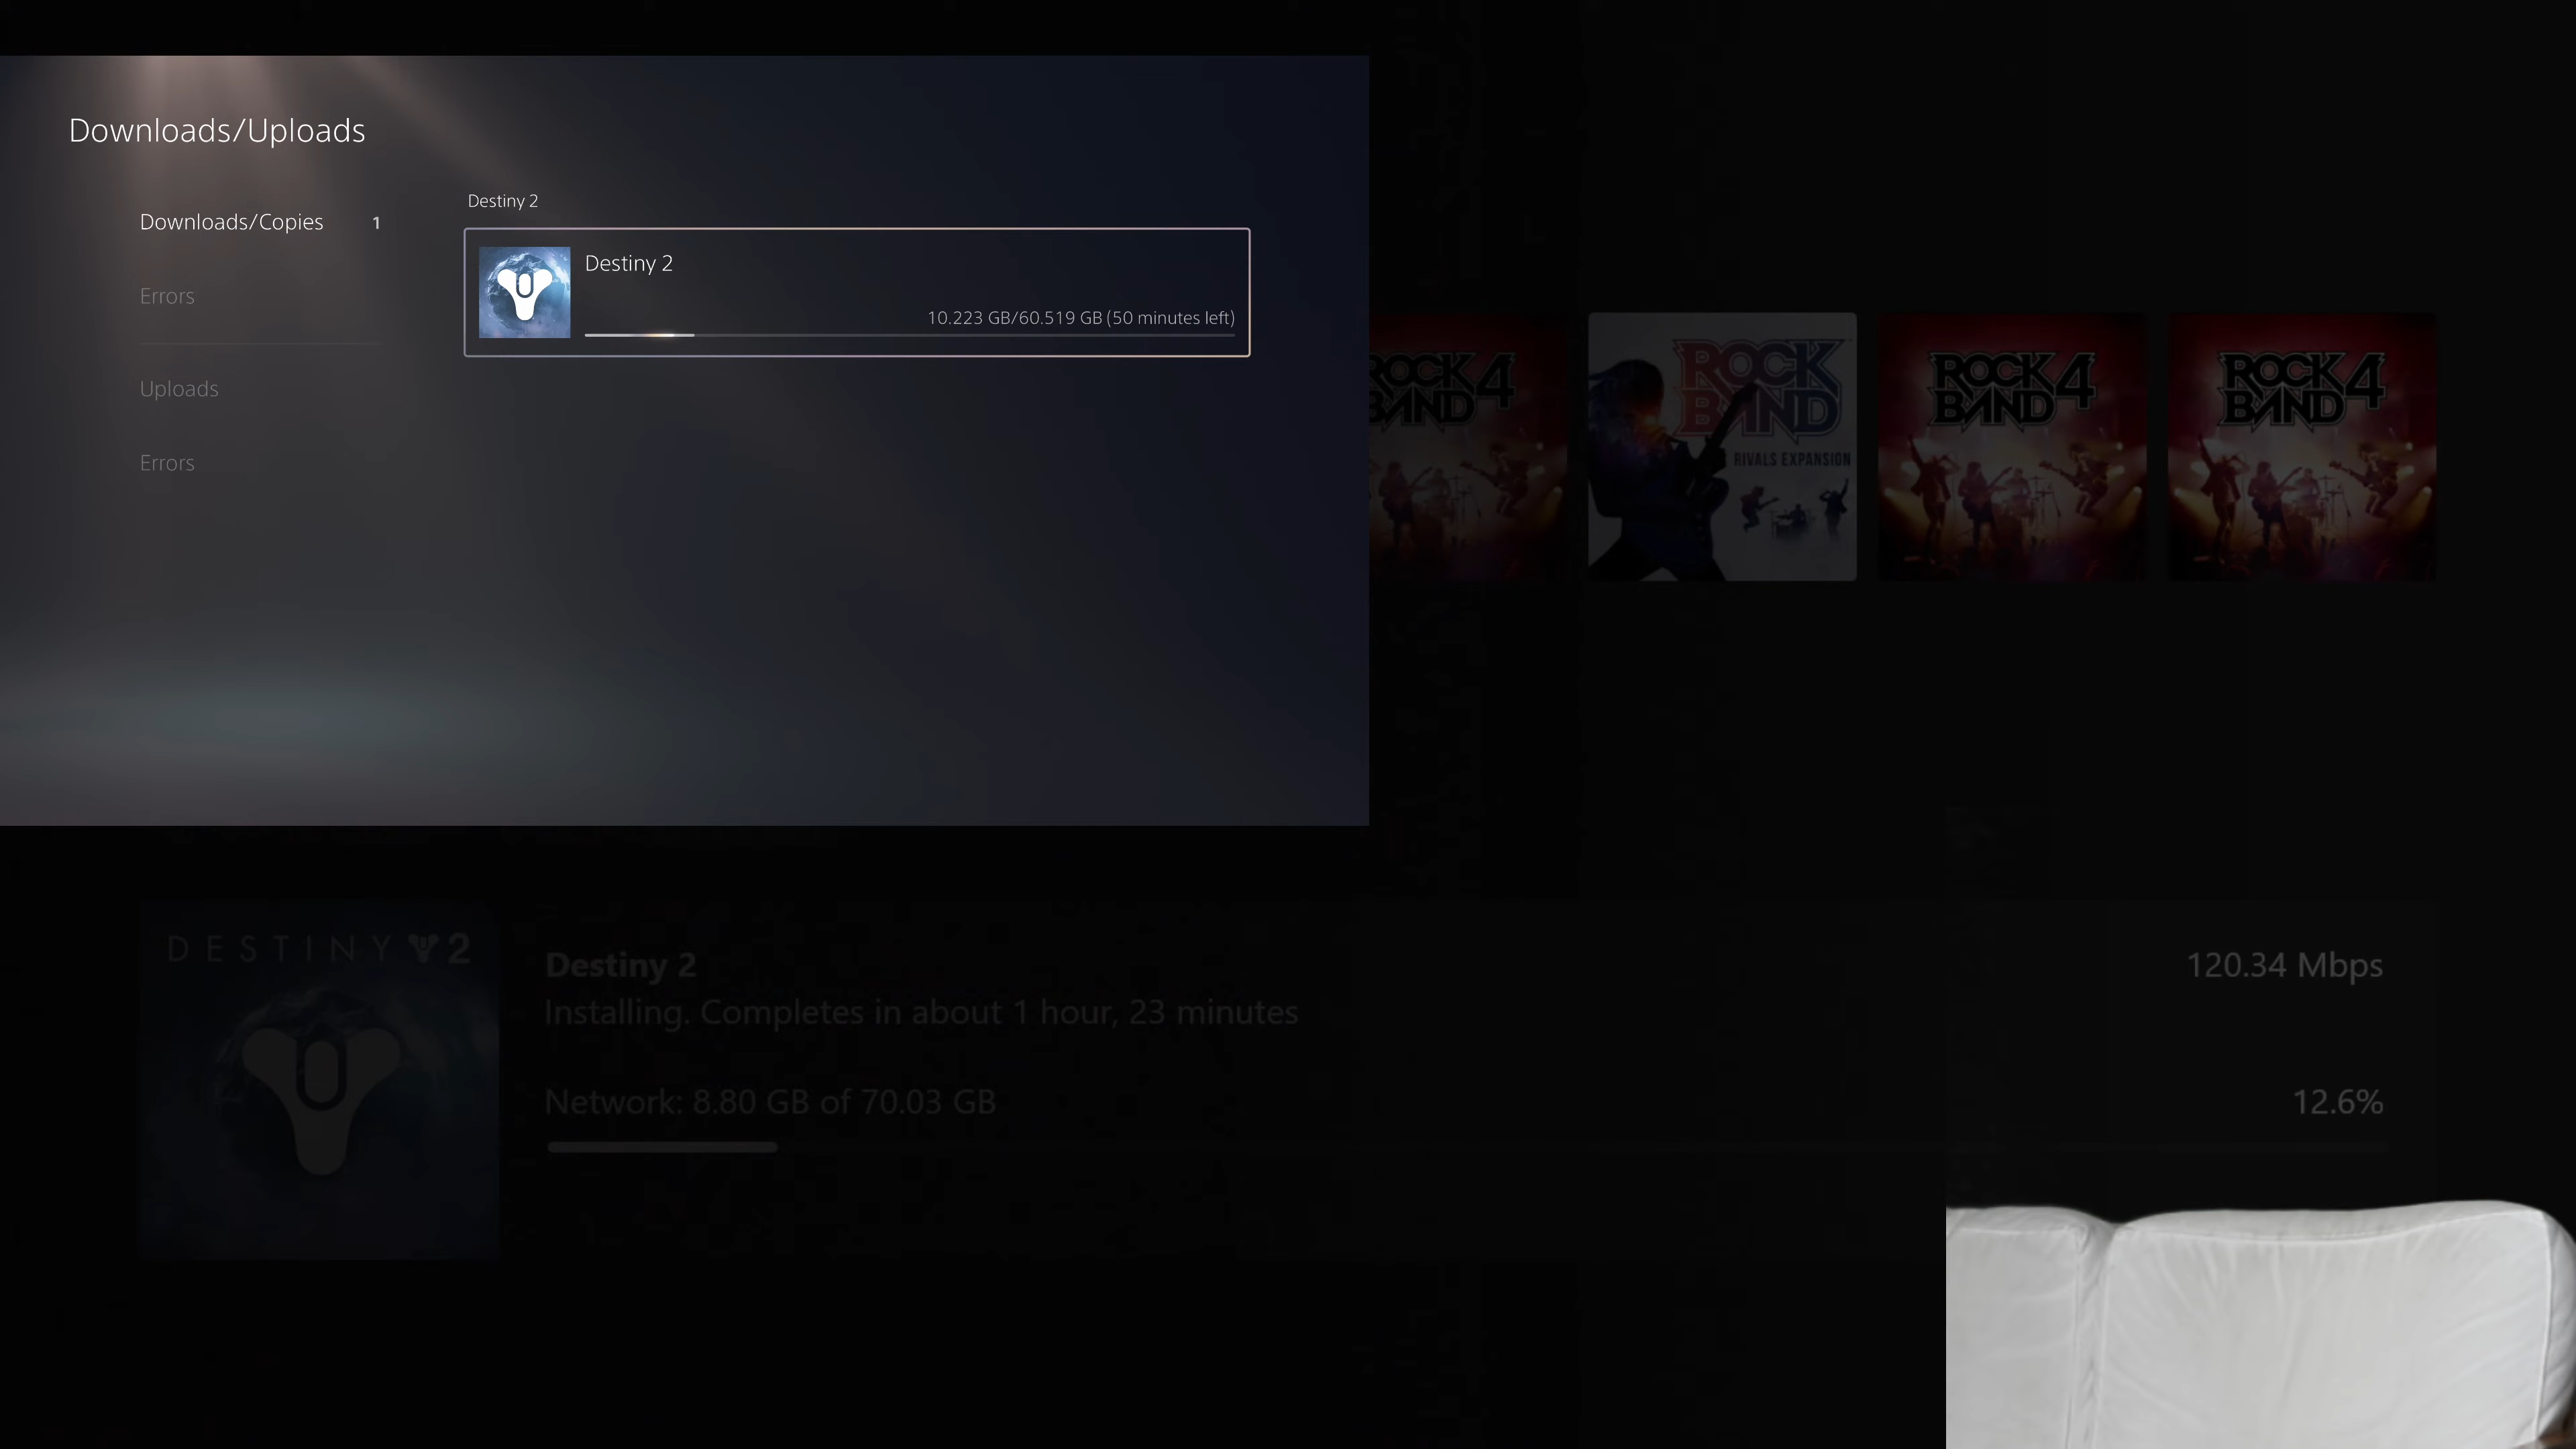 Downloads/Uploads
Downloads/Copies 1
Errors
Uploads
Errors
Destiny 2
Destiny 2
10.223 GB/60.519 GB (50 minutes left)
ROCK
BAND 4
ROCK
BAND
RIVALS EXPANSION
ROCK
BAND 4
ROCK
BAND 4
DESTINY 2
Destiny 2
120.34 Mbps
Installing. Completes in about 1 hour, 23 minutes
Network: 8.80 GB of 70.03 GB
12.6%